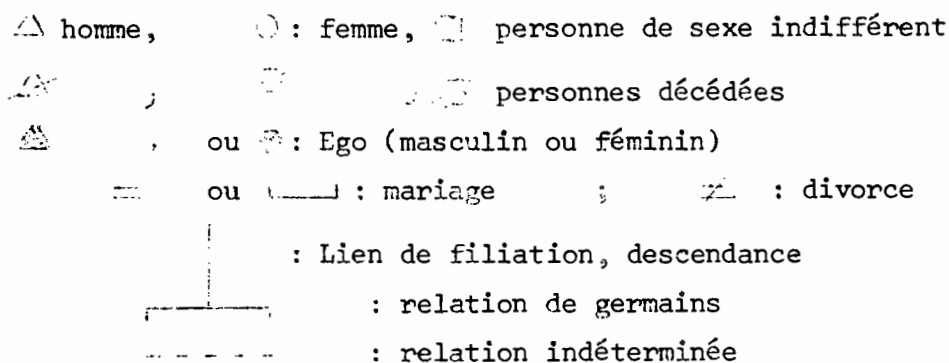 homme, : femme, personne de sexe indifférent
; personnes décédées
, ou : Ego (masculin ou féminin)
= ou : mariage ; ≠ : divorce
: Lien de filiation, descendance
: relation de germains
: relation indéterminée